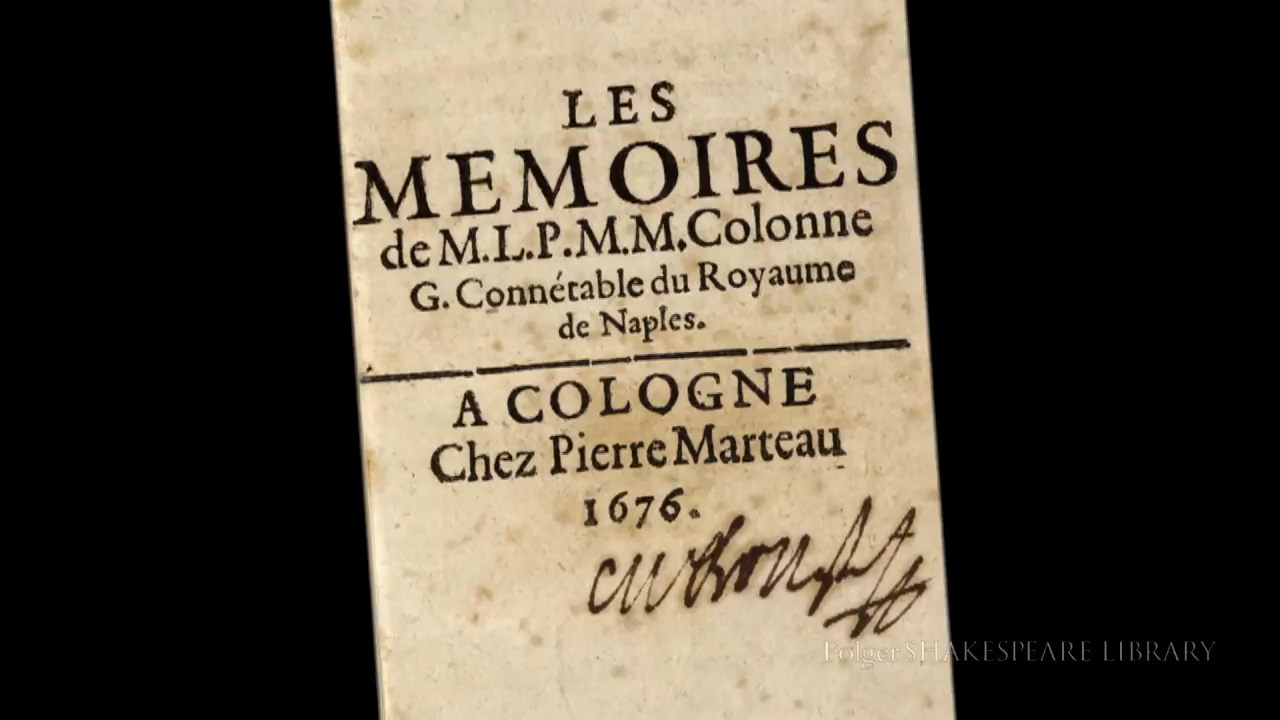 LES
MEMOIRES
de M.L.P.M.M. Colonne
G. Connétable du Royaume
de Naples.
A COLOGNE
Chez Pierre Marteau
1676.
Folger SHAKESPEARE LIBRARY